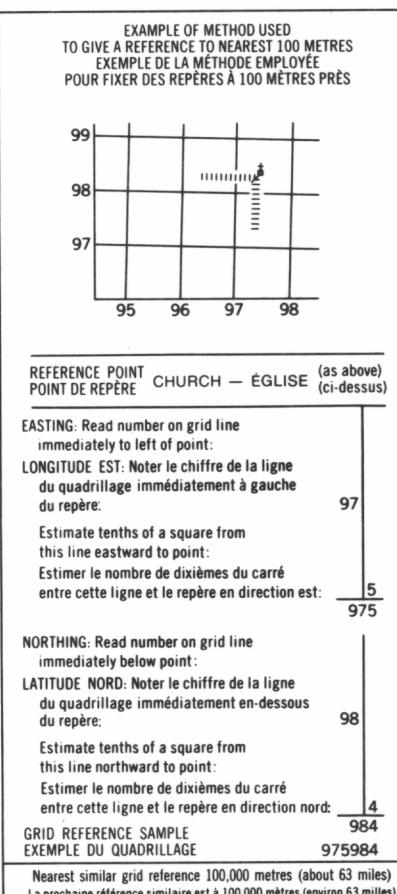 EXAMPLE OF METHOD USED
TO GIVE A REFERENCE TO NEAREST 100 METRES
EXEMPLE DE LA MÉTHODE EMPLOYÉE
POUR FIXER DES REPÈRES À 100 MÈTRES PRÈS
99
98
97
95 96 97 98
REFERENCE POINT
POINT DE REPÈRE CHURCH — ÉGLISE (as above)
(ci-dessus)
EASTING: Read number on grid line
immediately to left of point:
LONGITUDE EST: Noter le chiffre de la ligne
du quadrillage immédiatement à gauche
du repère: 97
Estimate tenths of a square from
this line eastward to point:
Estimer le nombre de dixièmes du carré
entre cette ligne et le repère en direction est: 5
975
NORTHING: Read number on grid line
immediately below point:
LATITUDE NORD: Noter le chiffre de la ligne
du quadrillage immédiatement en-dessous
du repère: 98
Estimate tenths of a square from
this line northward to point:
Estimer le nombre de dixièmes du carré
entre cette ligne et le repère en direction nord: 4
984
GRID REFERENCE SAMPLE
EXEMPLE DU QUADRILLAGE 975984
Nearest similar grid reference 100,000 metres (about 63 miles)
La prochaine référence similaire est à 100,000 mètres (environ 63 milles)